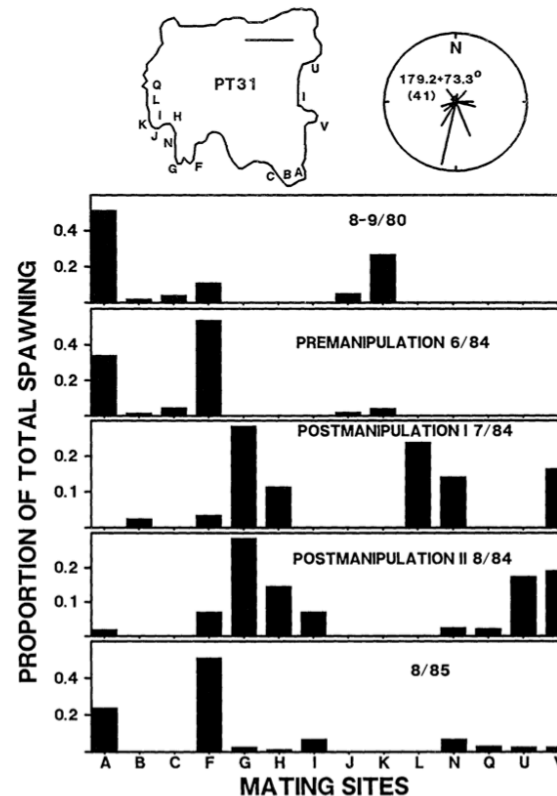 PT31
U
Q
L
I
I H
K
J
V
N
G F
C B A
N
179.2+73.3°
(41)
PROPORTION OF TOTAL SPAWNING
8-9/80
0.4
0.2
PREMANIPULATION 6/84
0.4
0.2
POSTMANIPULATION I 7/84
0.2
0.1
POSTMANIPULATION II 8/84
0.2
0.1
8/85
0.4
0.2
A B C F G H I J K L N Q U V
MATING SITES